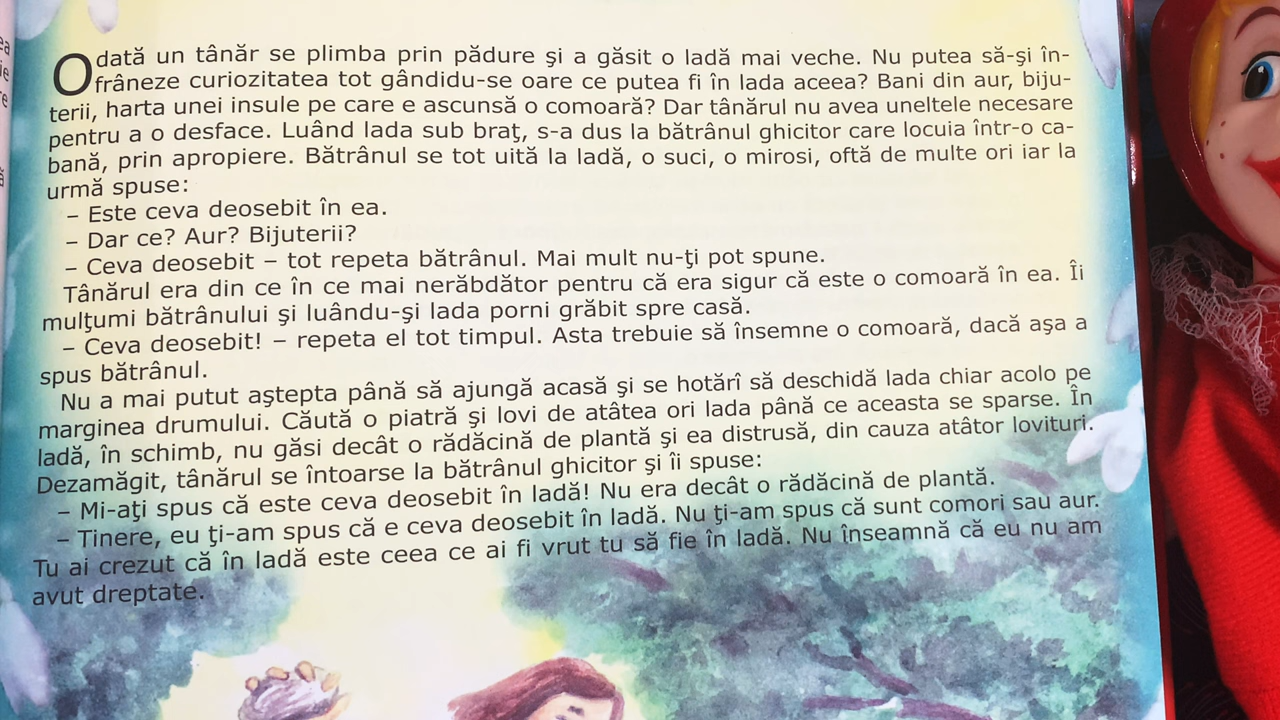 Odată un tânăr se plimba prin pădure şi a găsit o ladă mai veche. Nu putea să-şi în-
frâneze curiozitatea tot gândidu-se oare ce putea fi în lada aceea? Bani din aur, biju-
terii, harta unei insule pe care e ascunsă o comoară? Dar tânărul nu avea uneltele necesare
pentru a o desface. Luând lada sub braţ, s-a dus la bătrânul ghicitor care locuia într-o ca-
bană, prin apropiere. Bătrânul se tot uită la ladă, o suci, o mirosi, oftă de multe ori iar la
urmă spuse:
– Este ceva deosebit în ea.
– Dar ce? Aur? Bijuterii?
– Ceva deosebit – tot repeta bătrânul. Mai mult nu-ţi pot spune.
Tânărul era din ce în ce mai nerăbdător pentru că era sigur că este o comoară în ea. Îi
mulţumi bătrânului şi luându-şi lada porni grăbit spre casă.
– Ceva deosebit! – repeta el tot timpul. Asta trebuie să însemne o comoară, dacă aşa a
spus bătrânul.
Nu a mai putut aştepta până să ajungă acasă şi se hotărî să deschidă lada chiar acolo pe
marginea drumului. Căută o piatră şi lovi de atâtea ori lada până ce aceasta se sparse. În
ladă, în schimb, nu găsi decât o rădăcină de plantă şi ea distrusă, din cauza atâtor lovituri.
Dezamăgit, tânărul se întoarse la bătrânul ghicitor şi îi spuse:
– Mi-aţi spus că este ceva deosebit în ladă! Nu era decât o rădăcină de plantă.
– Tinere, eu ţi-am spus că e ceva deosebit în ladă. Nu ţi-am spus că sunt comori sau aur.
Tu ai crezut că în ladă este ceea ce ai fi vrut tu să fie în ladă. Nu înseamnă că eu nu am
avut dreptate.